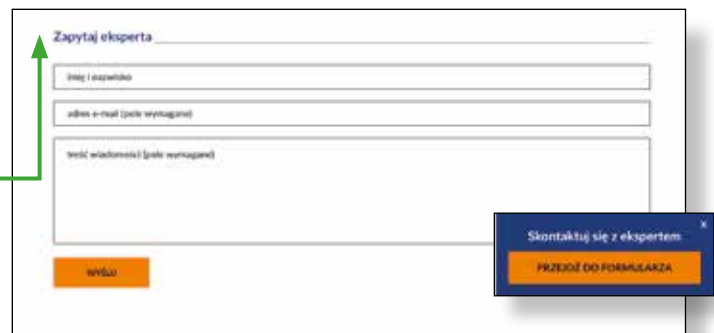 Zapytaj eksperta
imię i nazwisko
adres e-mail (pole wymagane)
treść wiadomości (pole wymagane)
WYŚLIJ
x
Skontaktuj się z ekspertem
PRZEJDŹ DO FORMULARZA